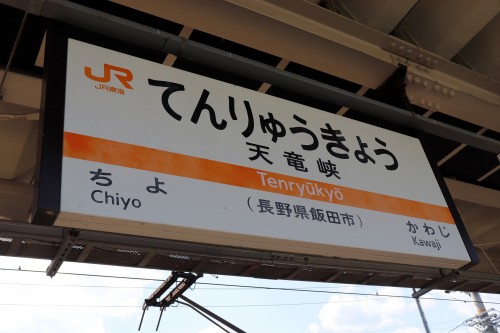 JR
JR東海
てんりゅうきょう
天竜峡
Tenryūkyō
ちよ
Chiyo
(長野県飯田市)
かわじ
Kawaji